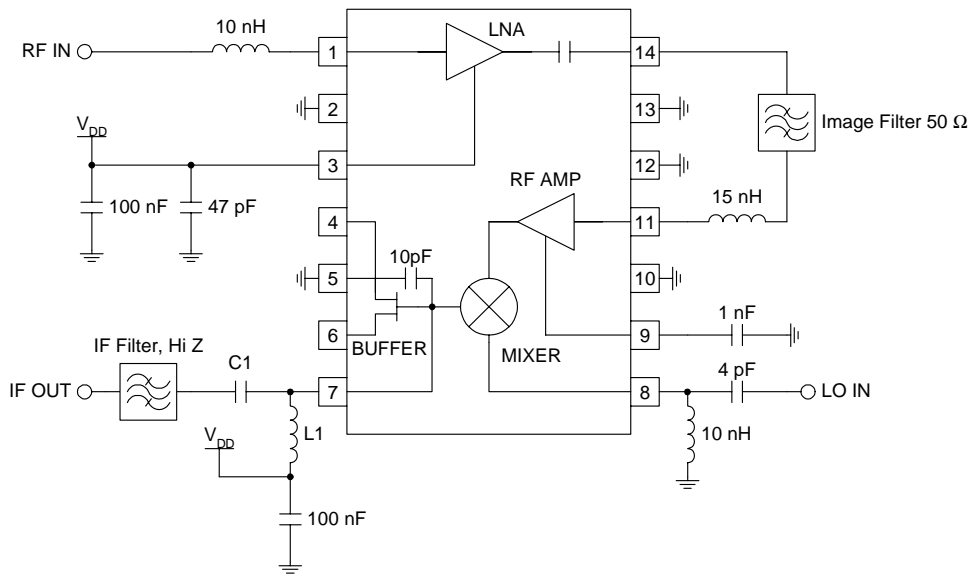 10 nH
LNA
RF IN
1
14
2
13
Image Filter 50 Ω
VDD
3
12
RF AMP
15 nH
100 nF
47 pF
4
11
10pF
5
10
1 nF
6
9
IF Filter, Hi Z
BUFFER
MIXER
C1
4 pF
IF OUT
7
8
LO IN
L1
VDD
10 nH
100 nF